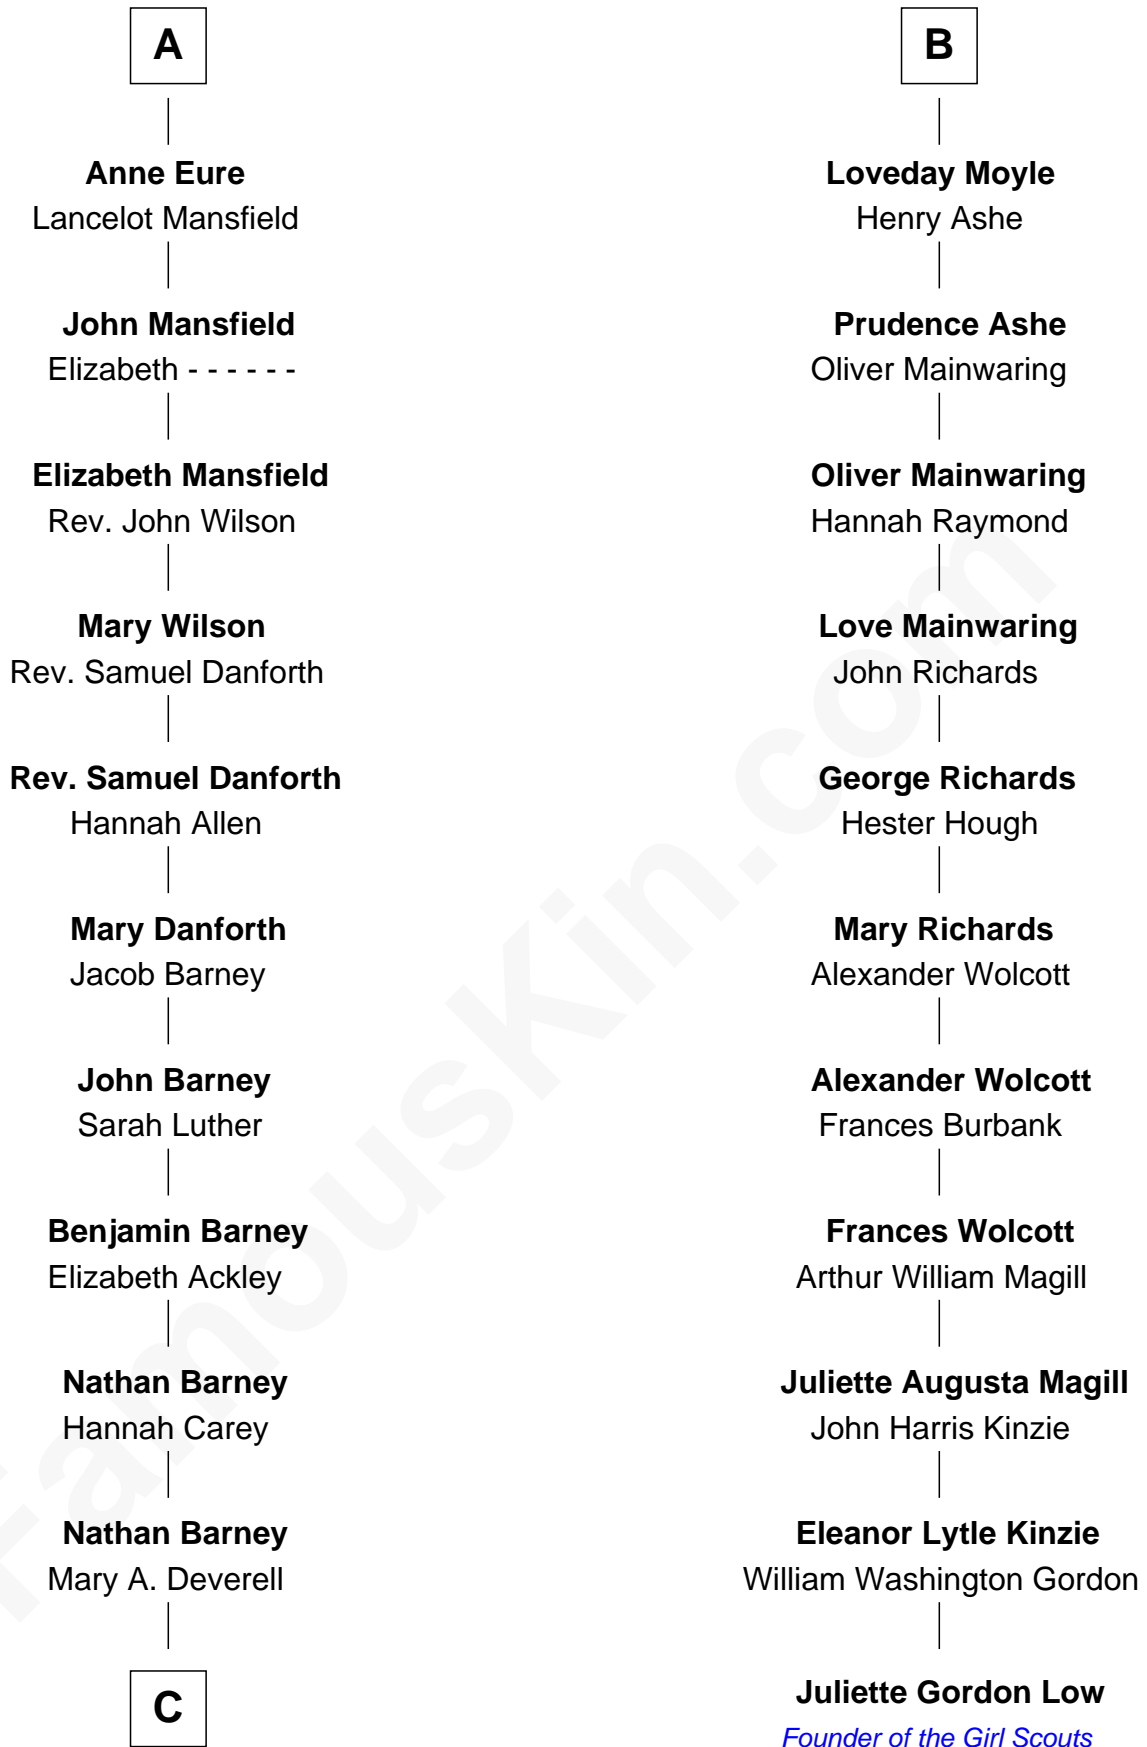 A
Anne Eure
Lancelot Mansfield
John Mansfield
Elizabeth - - - - - -
Elizabeth Mansfield
Rev. John Wilson
Mary Wilson
Rev. Samuel Danforth
Rev. Samuel Danforth
Hannah Allen
Mary Danforth
Jacob Barney
John Barney
Sarah Luther
Benjamin Barney
Elizabeth Ackley
Nathan Barney
Hannah Carey
Nathan Barney
Mary A. Deverell
C
B
Loveday Moyle
Henry Ashe
Prudence Ashe
Oliver Mainwaring
Oliver Mainwaring
Hannah Raymond
Love Mainwaring
John Richards
George Richards
Hester Hough
Mary Richards
Alexander Wolcott
Alexander Wolcott
Frances Burbank
Frances Wolcott
Arthur William Magill
Juliette Augusta Magill
John Harris Kinzie
Eleanor Lytle Kinzie
William Washington Gordon
Juliette Gordon Low
Founder of the Girl Scouts
FamousKin.com